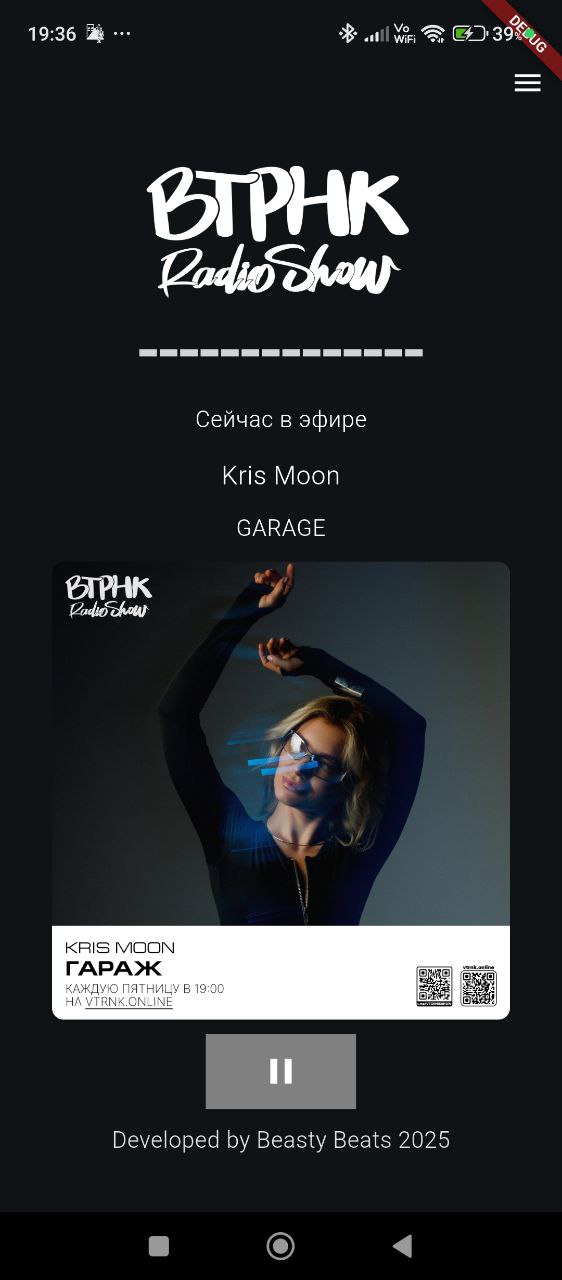 19:36
Vo
WiFi
39%
DEBUG
ВТРНК
Radio Show
Сейчас в эфире
Kris Moon
GARAGE
ВТРНК
Radio Show
KRIS MOON
ГАРАЖ
КАЖДУЮ ПЯТНИЦУ В 19:00
НА VTRNK.ONLINE
vtrnk.online
Developed by Beasty Beats 2025